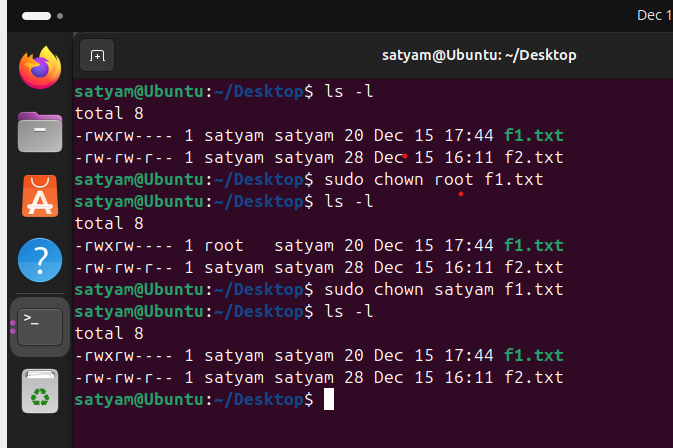 Dec 1
satyam@Ubuntu: ~/Desktop
satyam@Ubuntu:~/Desktop$ ls -l
total 8
-rwxrw---- 1 satyam satyam 20 Dec 15 17:44 f1.txt
-rw-rw-r-- 1 satyam satyam 28 Dec 15 16:11 f2.txt
satyam@Ubuntu:~/Desktop$ sudo chown root f1.txt
satyam@Ubuntu:~/Desktop$ ls -l
total 8
-rwxrw---- 1 root   satyam 20 Dec 15 17:44 f1.txt
-rw-rw-r-- 1 satyam satyam 28 Dec 15 16:11 f2.txt
satyam@Ubuntu:~/Desktop$ sudo chown satyam f1.txt
satyam@Ubuntu:~/Desktop$ ls -l
total 8
-rwxrw---- 1 satyam satyam 20 Dec 15 17:44 f1.txt
-rw-rw-r-- 1 satyam satyam 28 Dec 15 16:11 f2.txt
satyam@Ubuntu:~/Desktop$